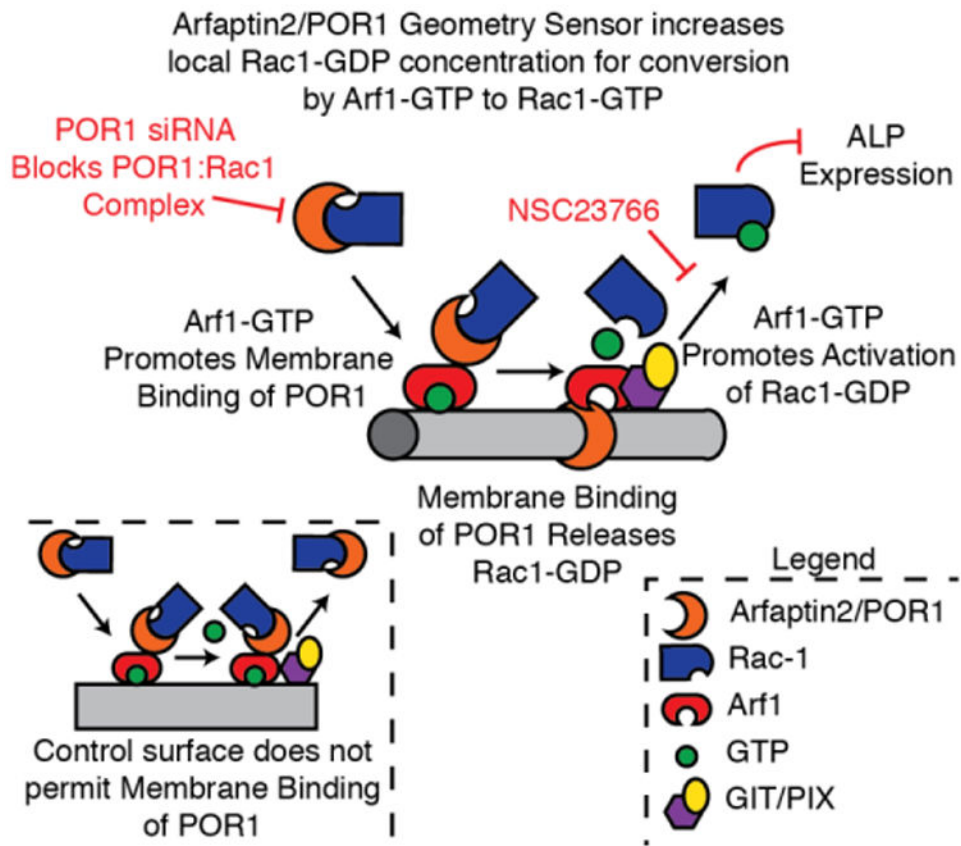 Arfaptin2/POR1 Geometry Sensor increases
local Rac1-GDP concentration for conversion
by Arf1-GTP to Rac1-GTP
POR1 siRNA
Blocks POR1:Rac1
Complex
NSC23766
ALP
Expression
Arf1-GTP
Promotes Membrane
Binding of POR1
Arf1-GTP
Promotes Activation
of Rac1-GDP
Membrane Binding
of POR1 Releases
Rac1-GDP
Control surface does not
permit Membrane Binding
of POR1
Legend
Arfaptin2/POR1
Rac-1
Arf1
GTP
GIT/PIX